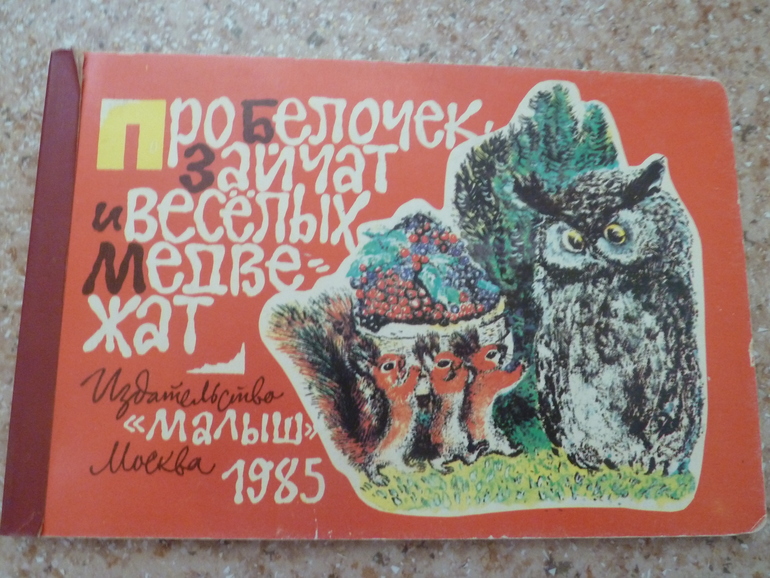 Про Белочек,
Зайчат
и весёлых
Медве=
жат
Издательство
«Малыш»
Москва 1985